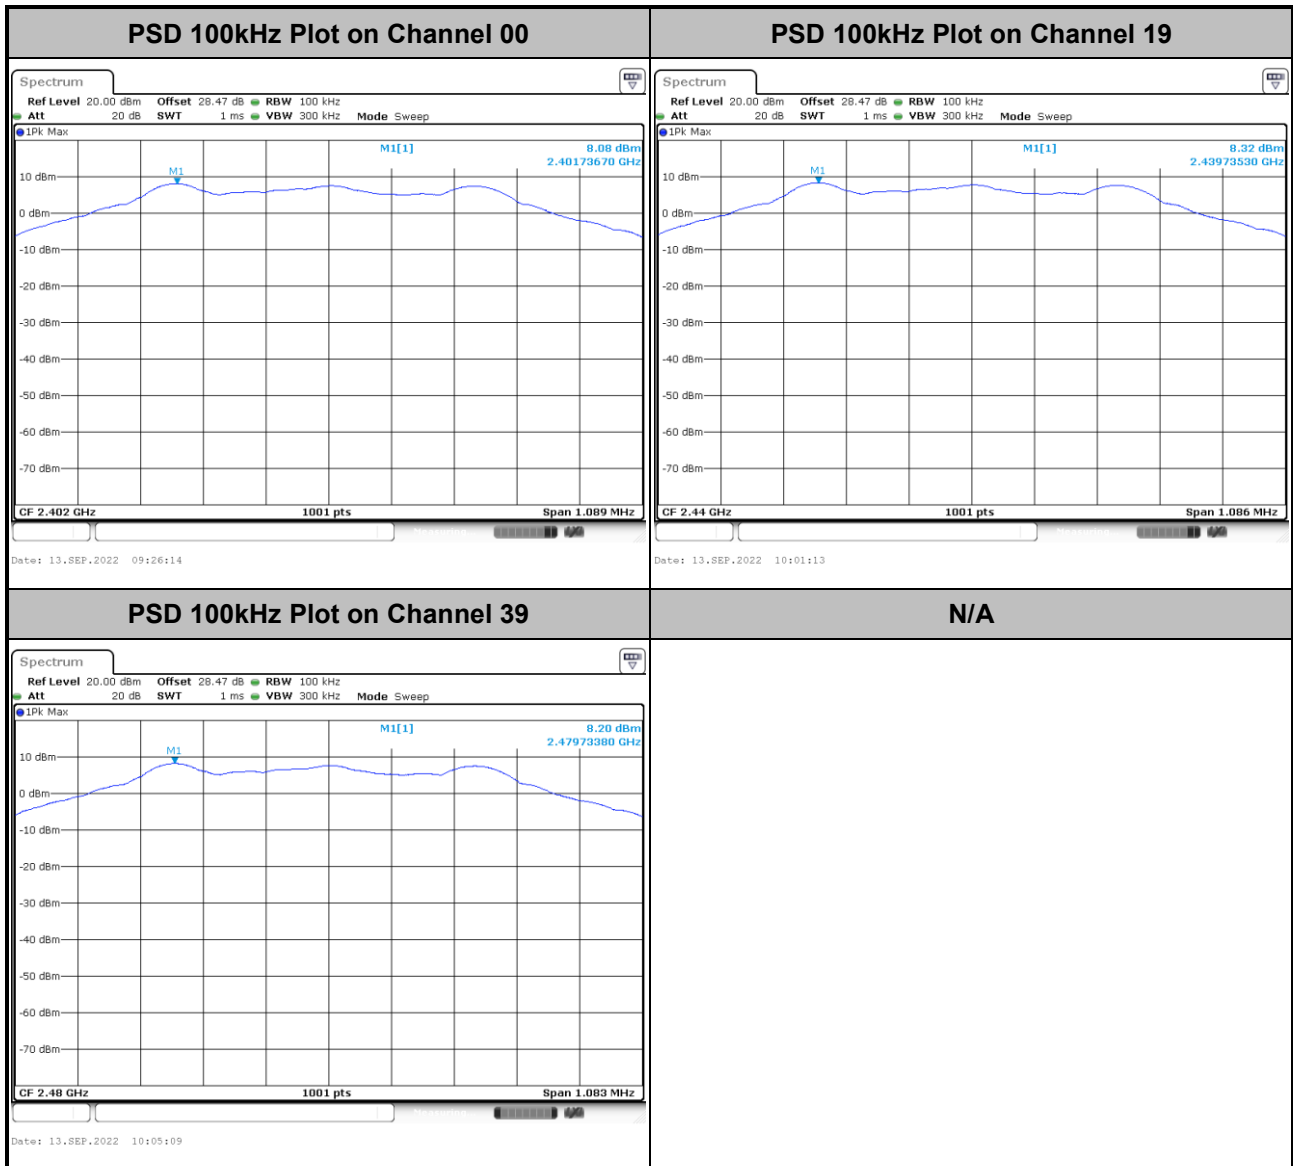 PSD 100kHz Plot on Channel 00
Spectrum
Ref Level 20.00 dBm Offset 28.47 dB RBW 100 kHz
Att 20 dB SWT 1 ms VBW 300 kHz Mode Sweep
1Pk Max
M1[1] 8.08 dBm
2.40173670 GHz
M1
10 dBm
0 dBm
-10 dBm
-20 dBm
-30 dBm
-40 dBm
-50 dBm
-60 dBm
-70 dBm
CF 2.402 GHz 1001 pts Span 1.089 MHz
Measuring
Date: 13.SEP.2022 09:26:14
PSD 100kHz Plot on Channel 19
Spectrum
Ref Level 20.00 dBm Offset 28.47 dB RBW 100 kHz
Att 20 dB SWT 1 ms VBW 300 kHz Mode Sweep
1Pk Max
M1[1] 8.32 dBm
2.43973530 GHz
M1
10 dBm
0 dBm
-10 dBm
-20 dBm
-30 dBm
-40 dBm
-50 dBm
-60 dBm
-70 dBm
CF 2.44 GHz 1001 pts Span 1.086 MHz
Measuring
Date: 13.SEP.2022 10:01:13
PSD 100kHz Plot on Channel 39
Spectrum
Ref Level 20.00 dBm Offset 28.47 dB RBW 100 kHz
Att 20 dB SWT 1 ms VBW 300 kHz Mode Sweep
1Pk Max
M1[1] 8.20 dBm
2.47973380 GHz
M1
10 dBm
0 dBm
-10 dBm
-20 dBm
-30 dBm
-40 dBm
-50 dBm
-60 dBm
-70 dBm
CF 2.48 GHz 1001 pts Span 1.083 MHz
Measuring
Date: 13.SEP.2022 10:05:09
N/A